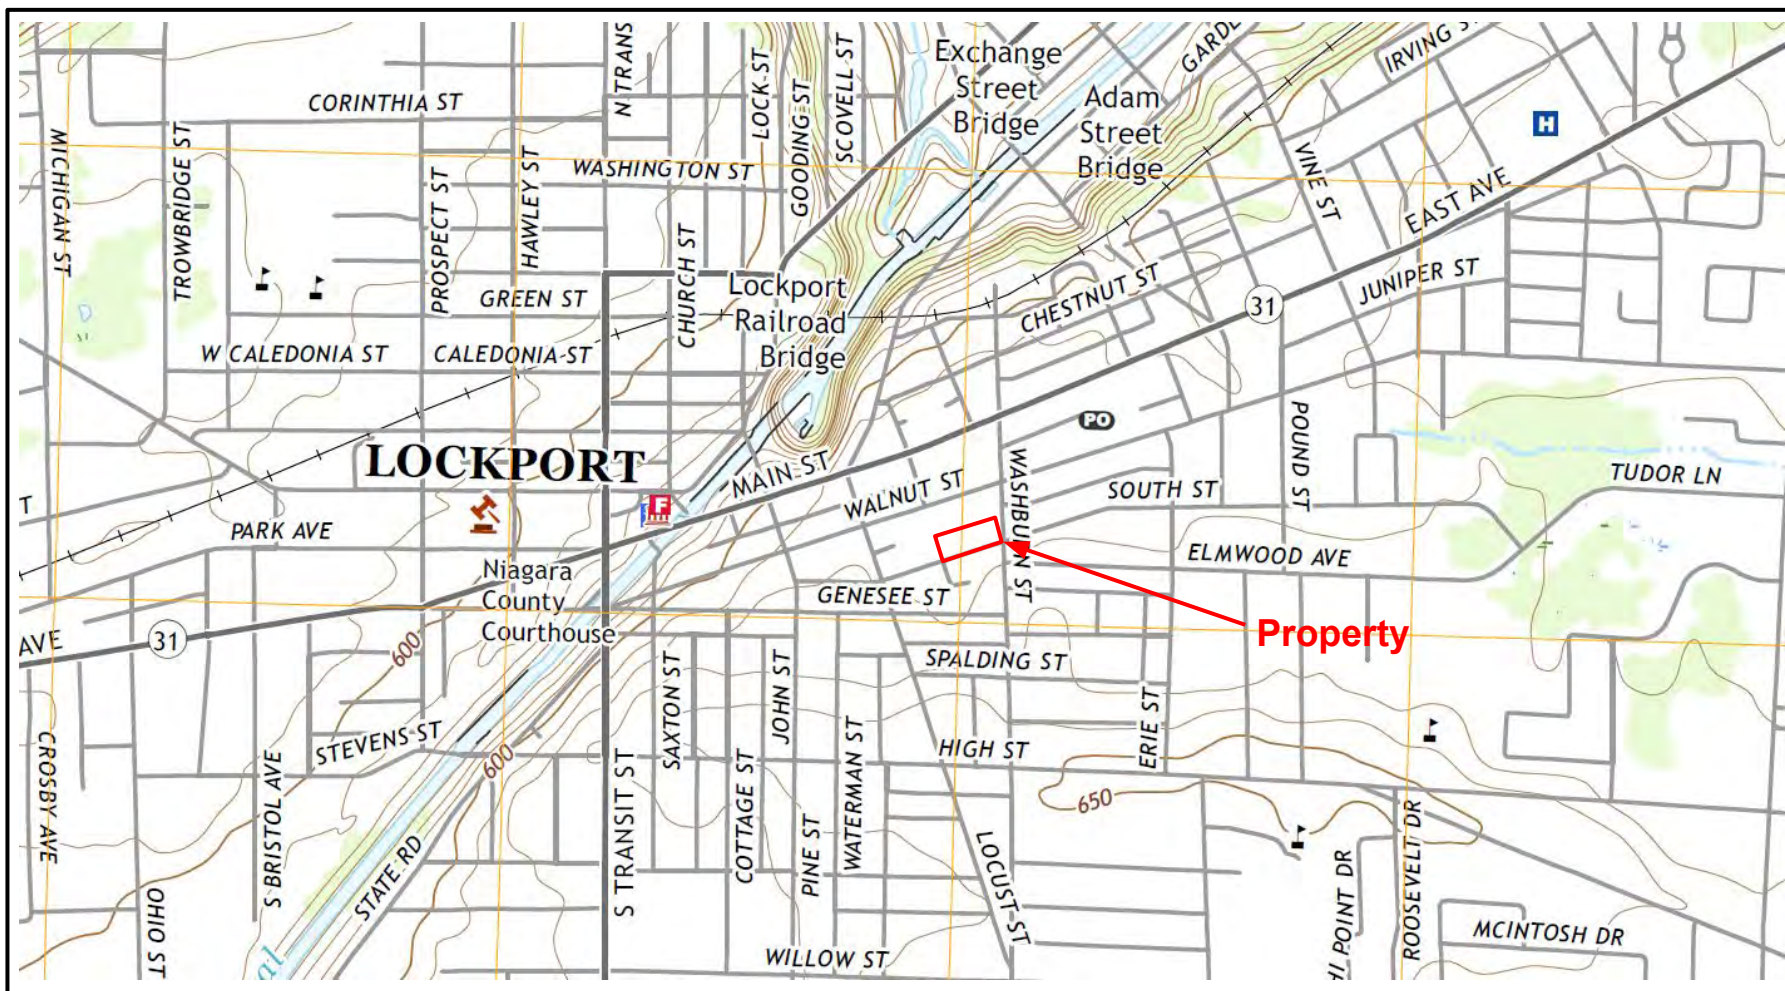 Exchange
Street
Bridge
Adam
Street
Bridge
IRVING
CORINTHIA ST
MICHIGAN ST
TROWBRIDGE ST
PROSPECT ST
HAWLEY ST
N TRANS
LOCK ST
GOODING ST
SCOVELL ST
WASHINGTON ST
CHURCH ST
H
VINE ST
EAST AVE
JUNIPER ST
31
CHESTNUT ST
GREEN ST
Lockport
Railroad
Bridge
W CALEDONIA ST
CALEDONIA ST
PO
LOCKPORT
MAIN ST
WALNUT ST
WASHBURN ST
SOUTH ST
POUND ST
TUDOR LN
F
PARK AVE
ELMWOOD AVE
Niagara
County
Courthouse
GENESEE ST
Property
AVE
31
600
SPALDING ST
ERIE ST
SAXTON ST
JOHN ST
WATERMAN ST
HIGH ST
STEVENS ST
600
CROSBY AVE
S BRISTOL AVE
S TRANSIT ST
COTTAGE ST
PINE ST
650
LOCUST ST
ROOSEVELT DR
HI POINT DR
STATE RD
OHIO ST
MCINTOSH DR
WILLOW ST
al